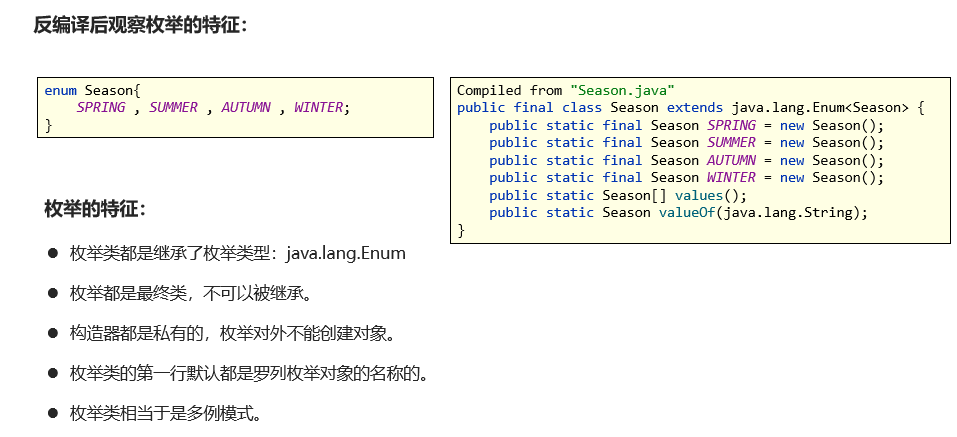 反编译后观察枚举的特征：
enum Season{
    SPRING , SUMMER , AUTUMN , WINTER;
}
Compiled from "Season.java"
public final class Season extends java.lang.Enum<Season> {
    public static final Season SPRING = new Season();
    public static final Season SUMMER = new Season();
    public static final Season AUTUMN = new Season();
    public static final Season WINTER = new Season();
    public static Season[] values();
    public static Season valueOf(java.lang.String);
}
枚举的特征：
● 枚举类都是继承了枚举类型：java.lang.Enum
● 枚举都是最终类，不可以被继承。
● 构造器都是私有的，枚举对外不能创建对象。
● 枚举类的第一行默认都是罗列枚举对象的名称的。
● 枚举类相当于是多例模式。